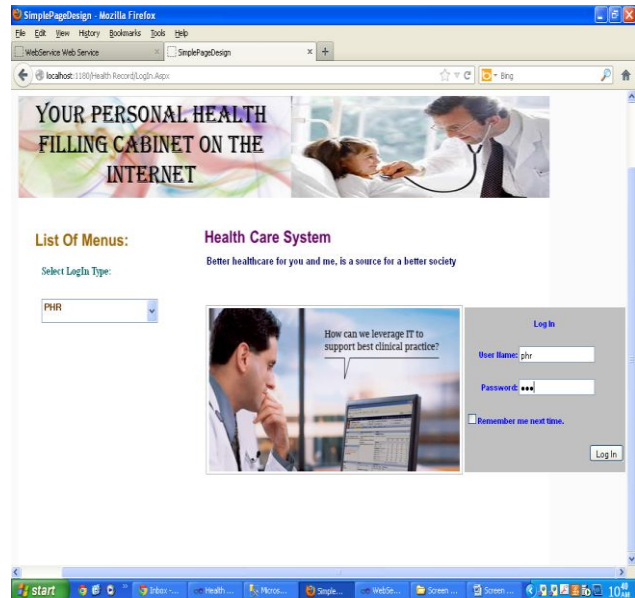 SimplePageDesign - Mozilla Firefox
File Edit View History Bookmarks Tools Help
WebService Web Service
SimplePageDesign
localhost:1180/Health Record/LogIn.Aspx
Bing
YOUR PERSONAL HEALTH
FILLING CABINET ON THE
INTERNET
List Of Menus:
Health Care System
Better healthcare for you and me, is a source for a better society
Select LogIn Type:
PHR
How can we leverage IT to
support best clinical practice?
Log In
User Name: phr
Password:
Remember me next time.
Log In
start
Inbox -...
Health ...
Micros...
Simple...
WebSe...
Screen ...
Screen ...
10:40 AM